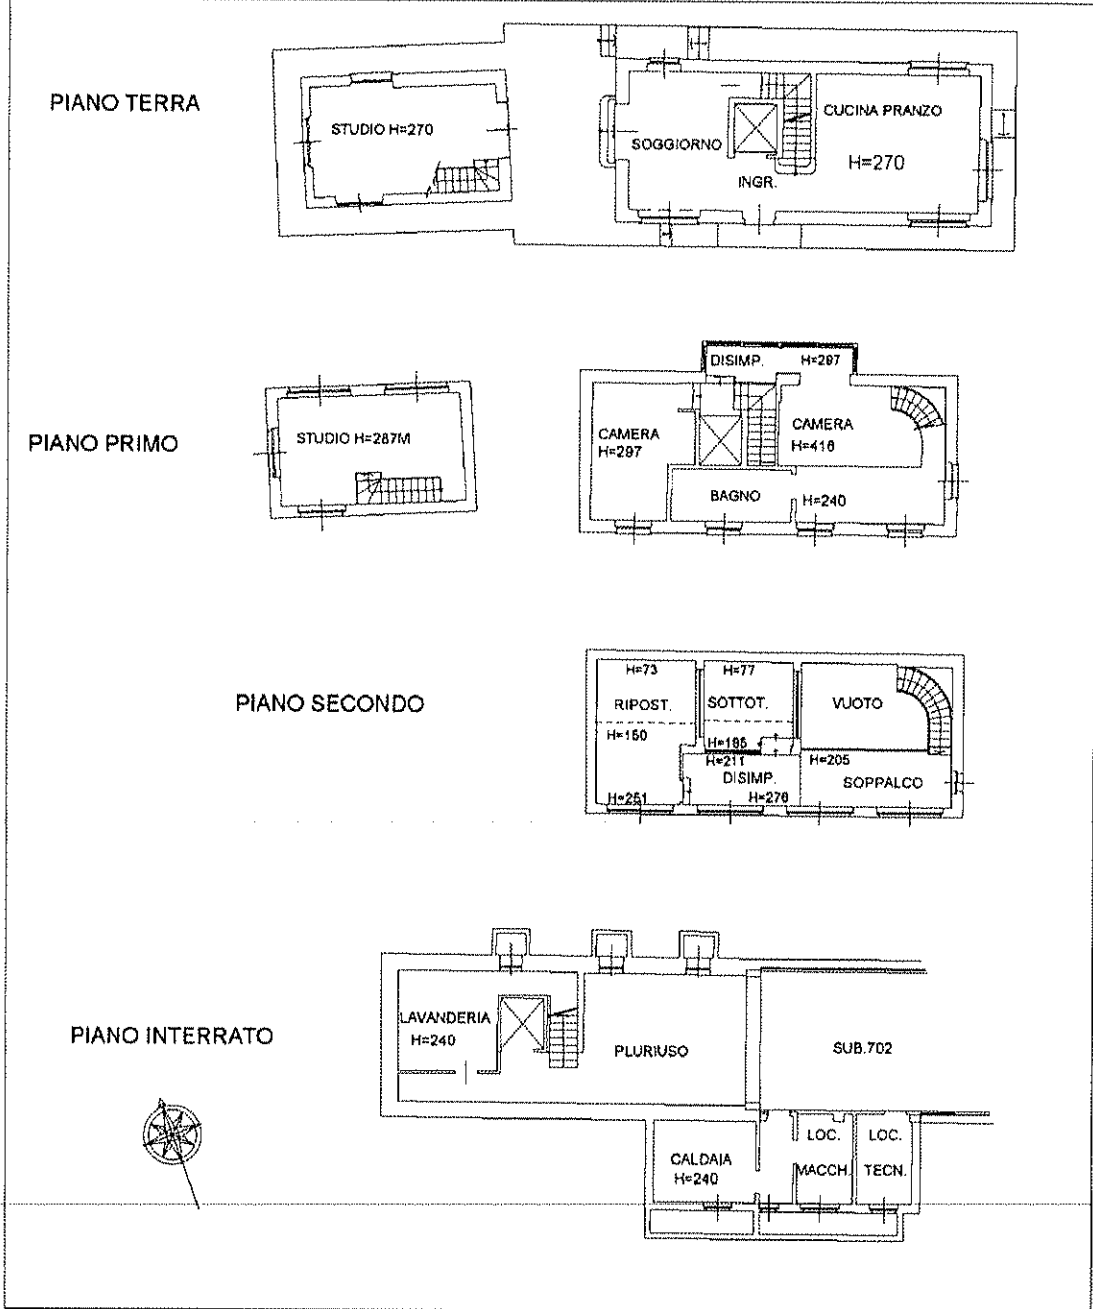 PIANO TERRA
STUDIO H=270
SOGGIORNO
INGR.
CUCINA PRANZO
H=270
PIANO PRIMO
STUDIO H=287M
DISIMP.
H=297
CAMERA
H=297
CAMERA
H=416
BAGNO
H=240
PIANO SECONDO
H=73
RIPOST.
H=150
H=251
H=77
SOTTOT.
H=195
H=211
DISIMP.
H=276
VUOTO
H=205
SOPPALCO
PIANO INTERRATO
LAVANDERIA
H=240
PLURIUSO
SUB.702
CALDAIA
H=240
LOC.
MACCH.
LOC.
TECN.